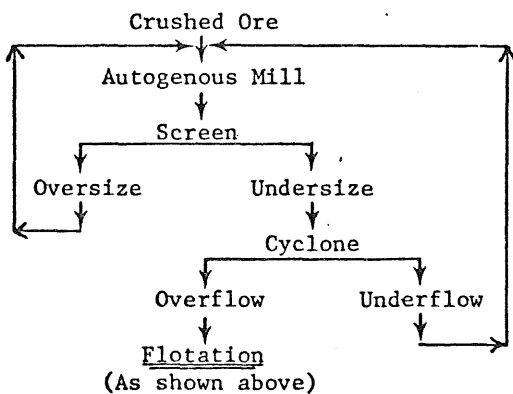 Crushed Ore
Autogenous Mill
Screen
Oversize Undersize
Cyclone
Overflow Underflow
Flotation
(As shown above)